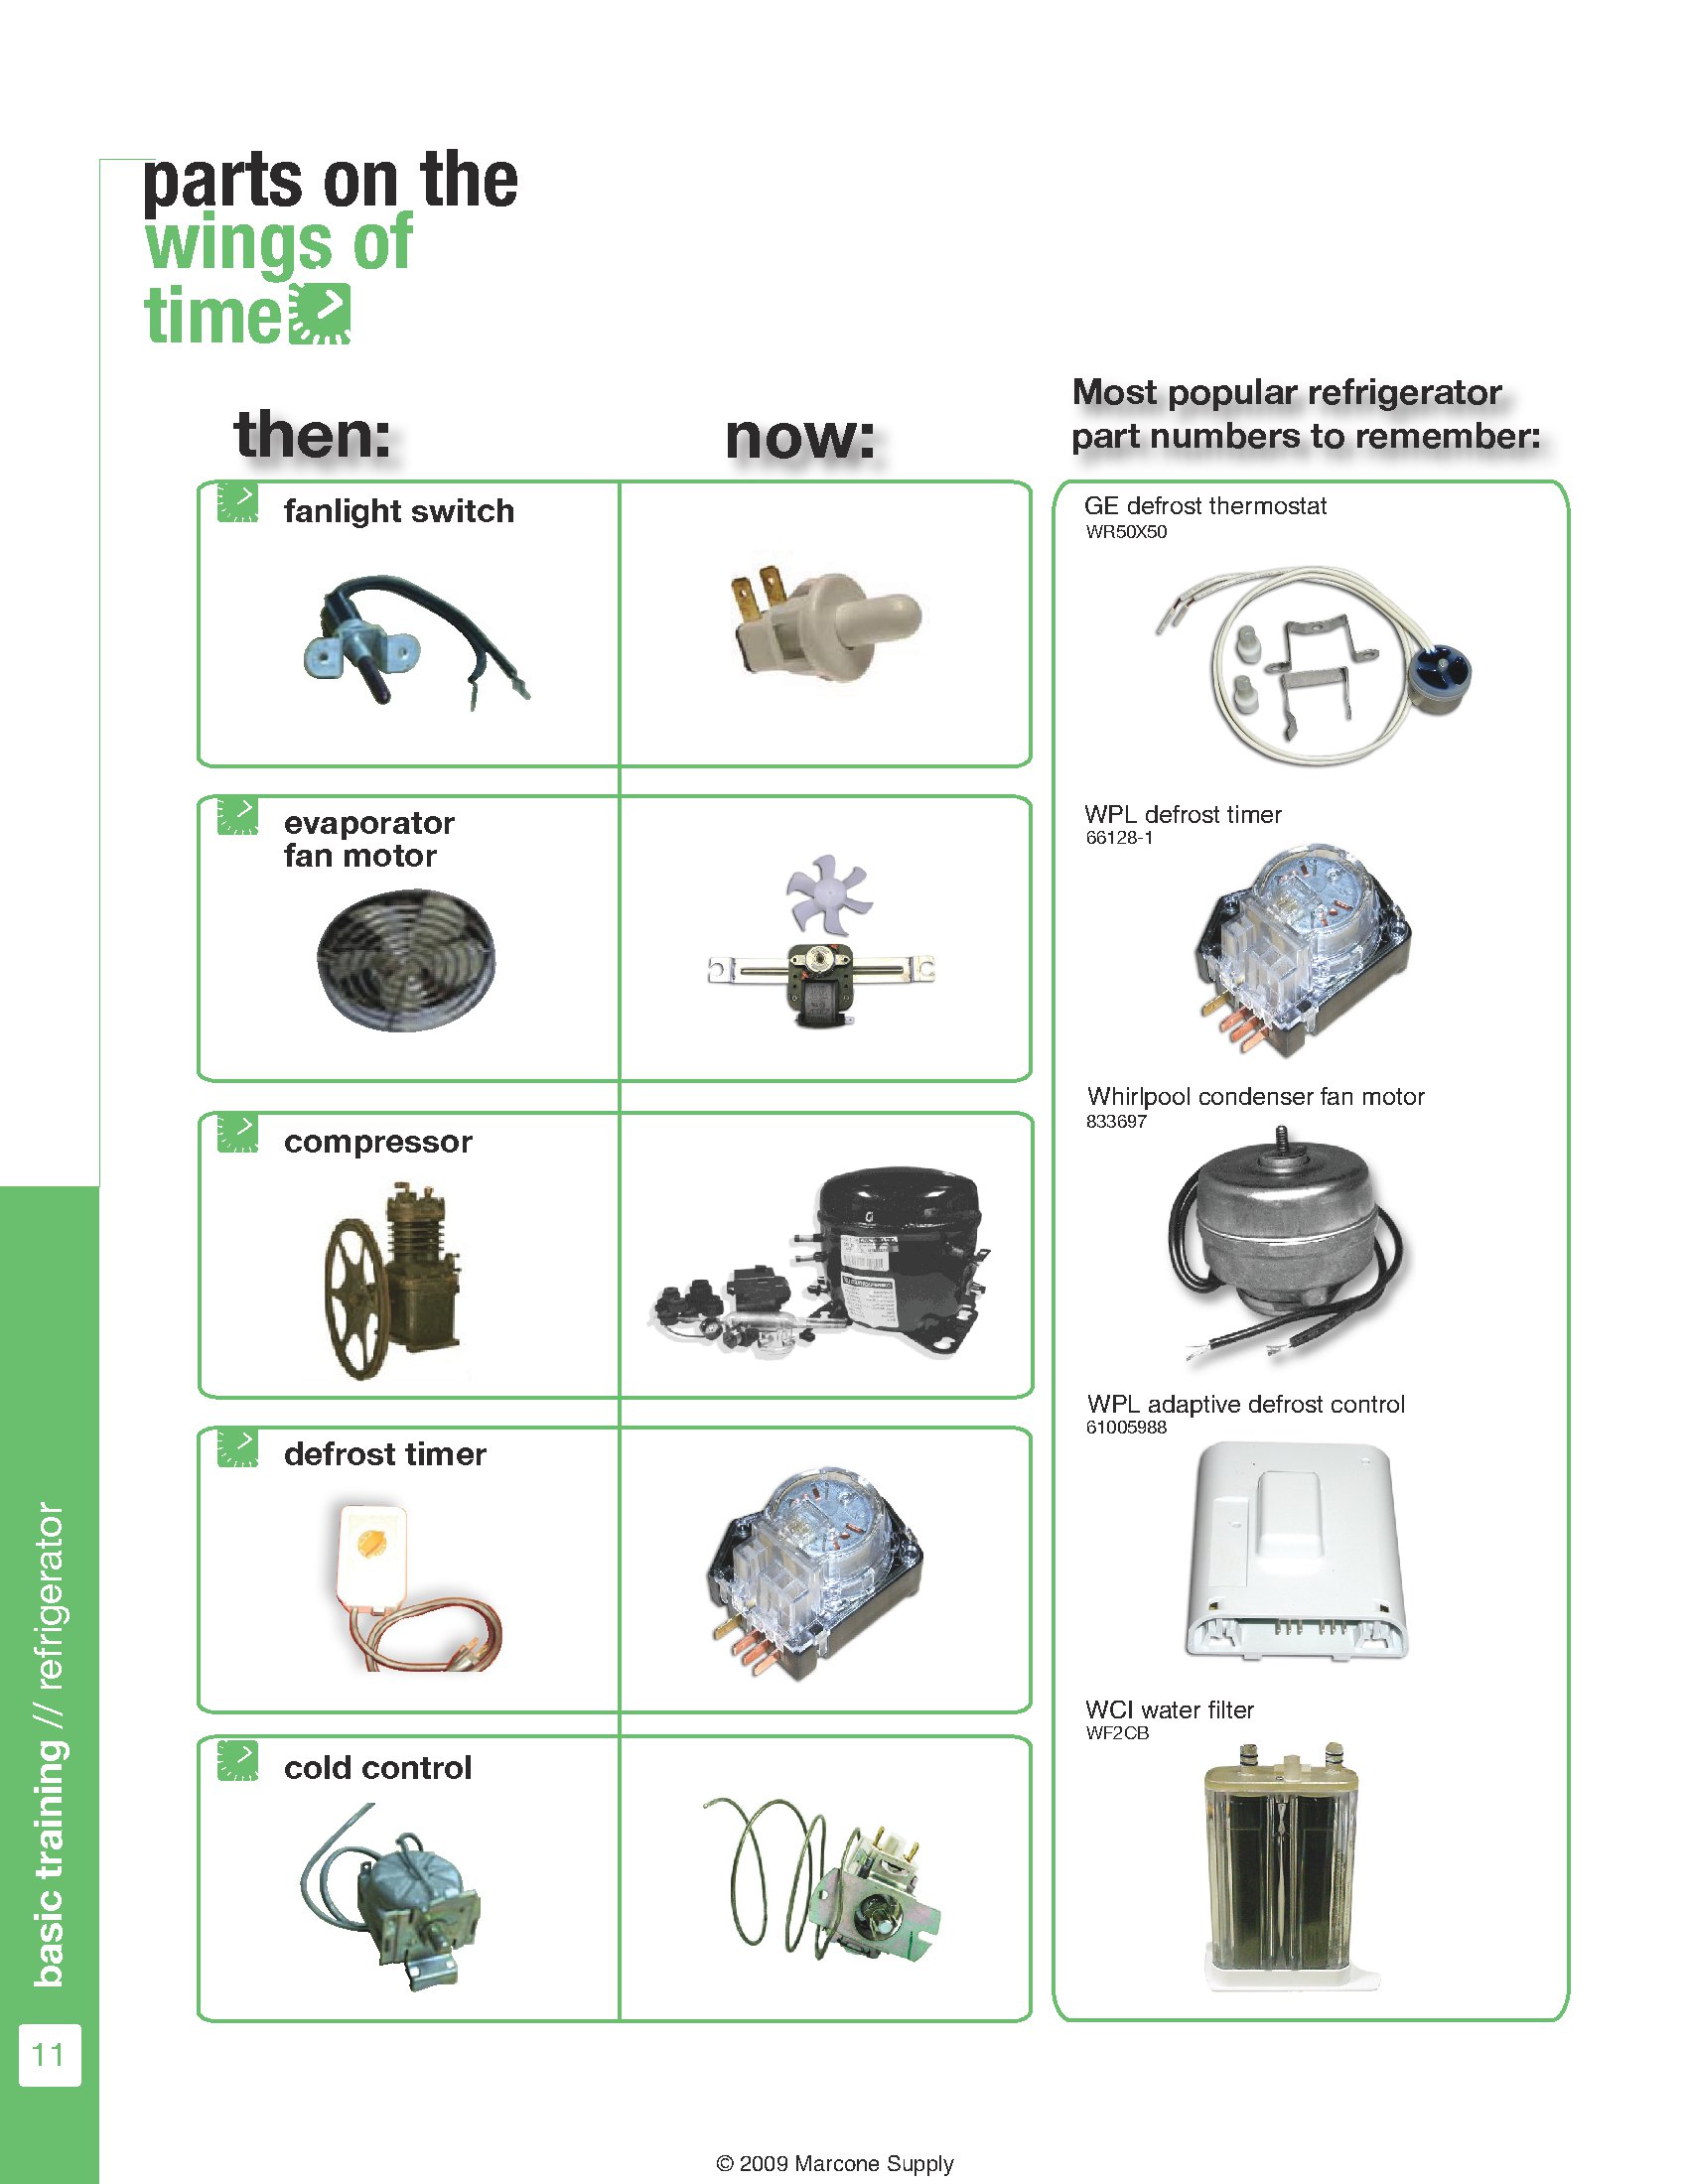 parts on the
wings of
time
then:
now:
fanlight switch
evaporator
fan motor
compressor
defrost timer
cold control
Most popular refrigerator
part numbers to remember:
GE defrost thermostat
WR50X50
WPL defrost timer
66128-1
Whirlpool condenser fan motor
833697
WPL adaptive defrost control
61005988
WCI water filter
WF2CB
basic training // refrigerator
11
© 2009 Marcone Supply